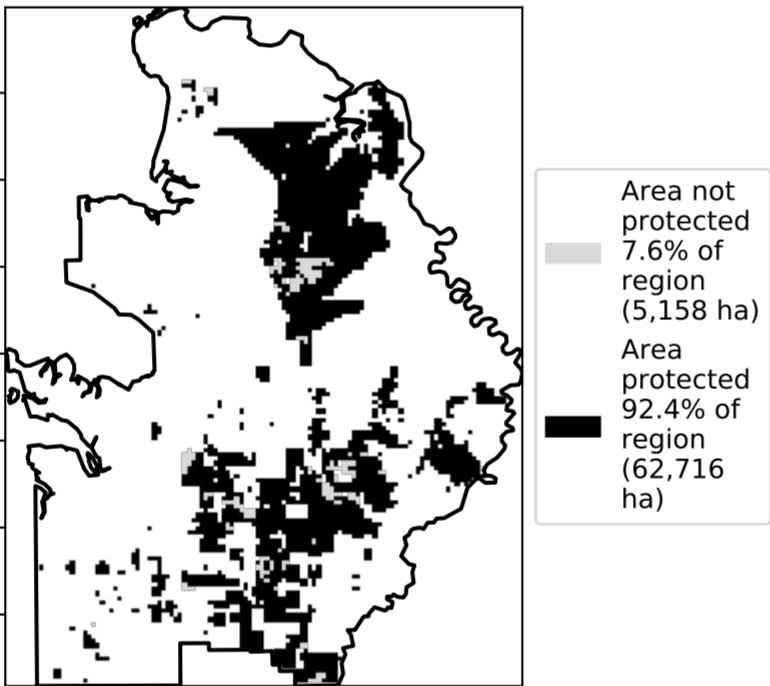 Area not
protected
7.6% of
region
(5,158 ha)
Area
protected
92.4% of
region
(62,716
ha)